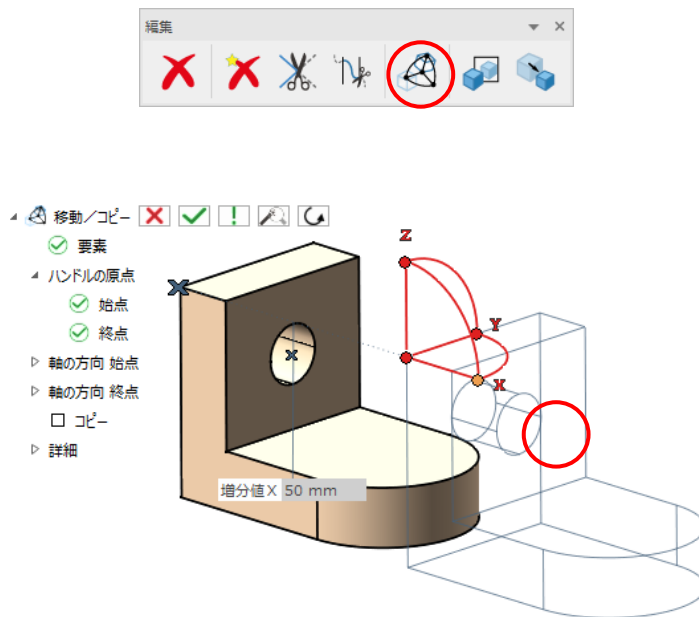 編集
移動／コピー
要素
ハンドルの原点
始点
終点
軸の方向 始点
軸の方向 終点
コピー
詳細
Z
Y
X
増分値X 50 mm